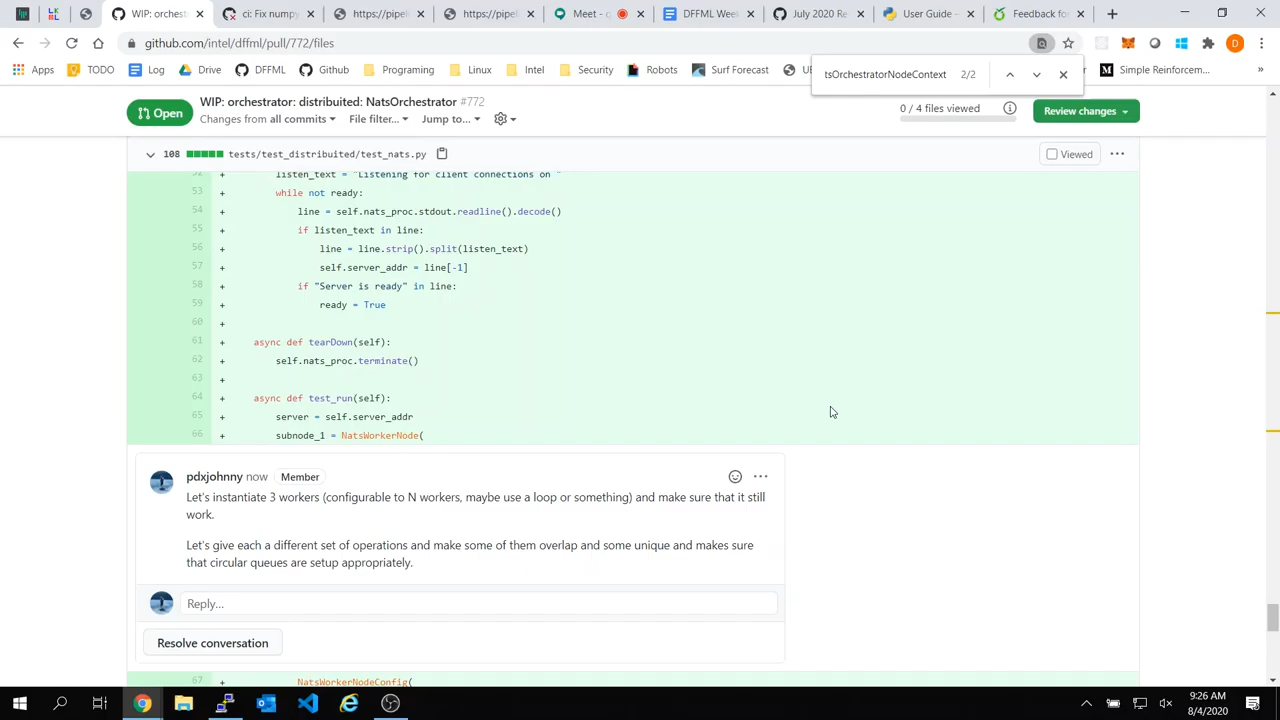 WIP: orchest
ci: Fix numpy
https://pipel
https://pipel
Meet - q
DFFML Week
July 2020 Re
User Guide –
Feedback for
github.com/intel/dffml/pull/772/files
D
Apps
TODO
Log
Drive
DFFML
Github
Programing
Linux
Intel
Security
Robots
Surf Forecast
U
M
Simple Reiforcem...
»
tsOrchestratorNodeContext 2/2
Open
WIP: orchestrator: distribuited: NatsOrchestrator #772
Changes from all commits
File filter...
Jump to...
0 / 4 files viewed
Review changes
108 tests/test_distribuited/test_nats.py
Viewed
52 + listen_text = "Listening for client connections on "
53 + while not ready:
54 + line = self.nats_proc.stdout.readline().decode()
55 + if listen_text in line:
56 + line = line.strip().split(listen_text)
57 + self.server_addr = line[-1]
58 + if "Server is ready" in line:
59 + ready = True
60 +
61 + async def tearDown(self):
62 + self.nats_proc.terminate()
63 +
64 + async def test_run(self):
65 + server = self.server_addr
66 + subnode_1 = NatsWorkerNode(
pdxjohnny now Member
Let's instantiate 3 workers (configurable to N workers, maybe use a loop or something) and make sure that it still
work.
Let's give each a different set of operations and make some of them overlap and some unique and makes sure
that circular queues are setup appropriately.
Reply...
Resolve conversation
67 + NatsWorkerNodeConfig(
9:26 AM
8/4/2020